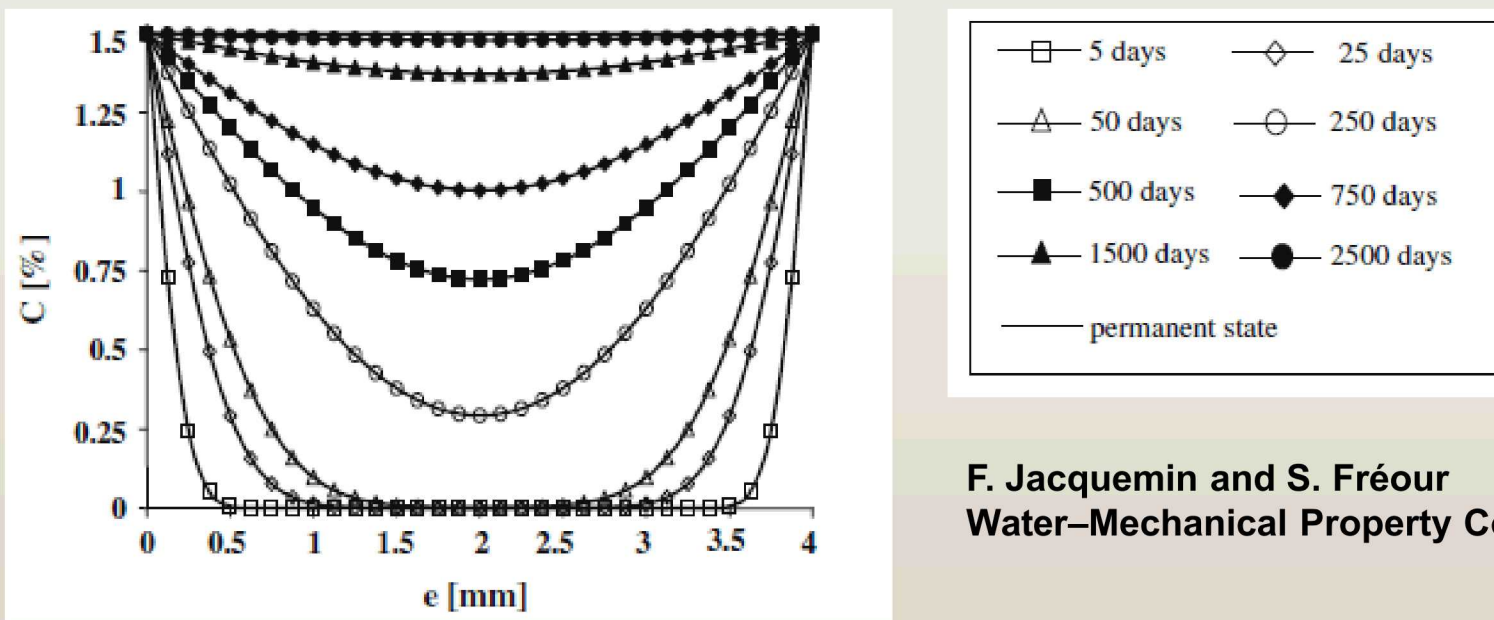 1.5
1.25
1
0.75
0.5
0.25
0
C [%]
0 0.5 1 1.5 2 2.5 3 3.5 4
e [mm]
5 days 25 days
50 days 250 days
500 days 750 days
1500 days 2500 days
permanent state
F. Jacquemin and S. Fréour
Water–Mechanical Property